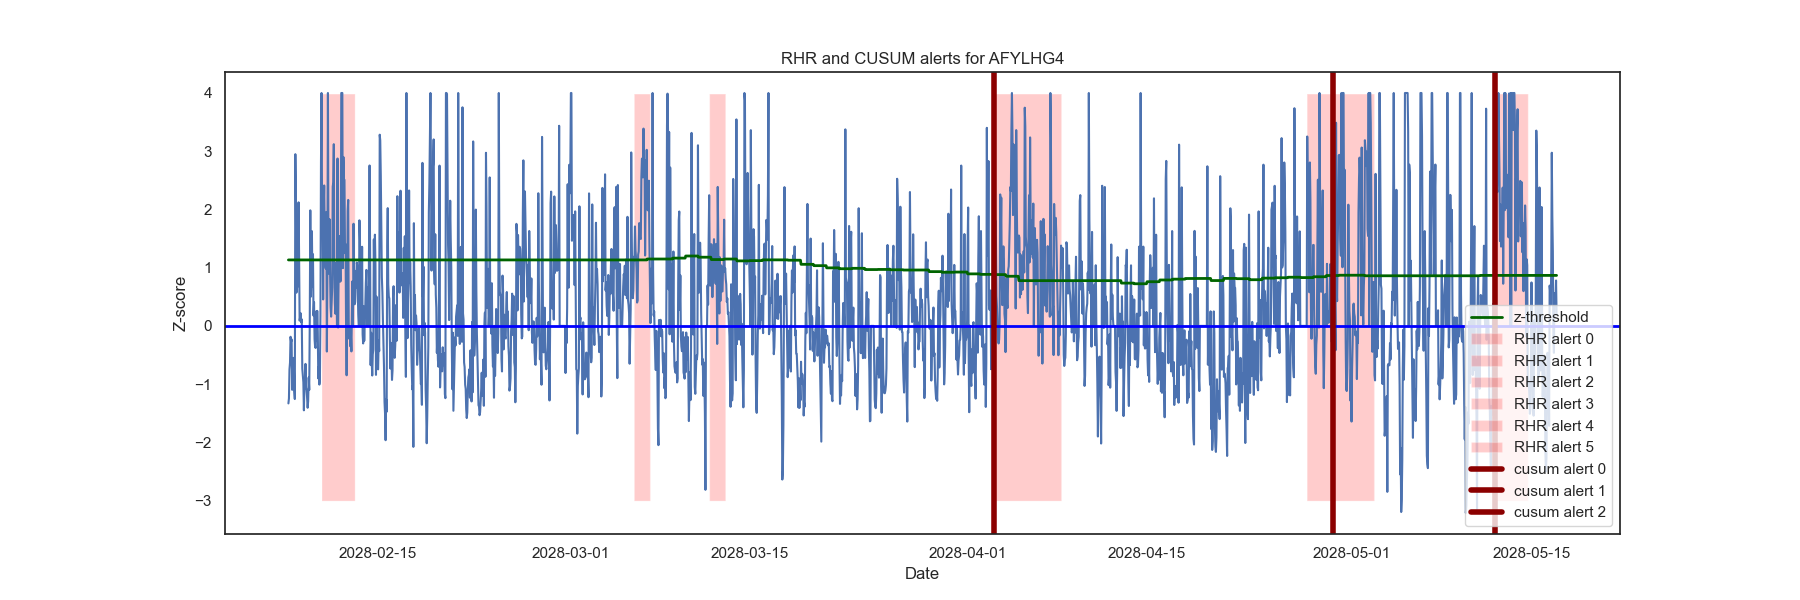 RHR and CUSUM alerts for AFYLHG4
4
3
2
1
0
−1
−2
−3
Z-score
z-threshold
RHR alert 0
RHR alert 1
RHR alert 2
RHR alert 3
RHR alert 4
RHR alert 5
cusum alert 0
cusum alert 1
cusum alert 2
2028-02-15
2028-03-01
2028-03-15
2028-04-01
2028-04-15
2028-05-01
2028-05-15
Date